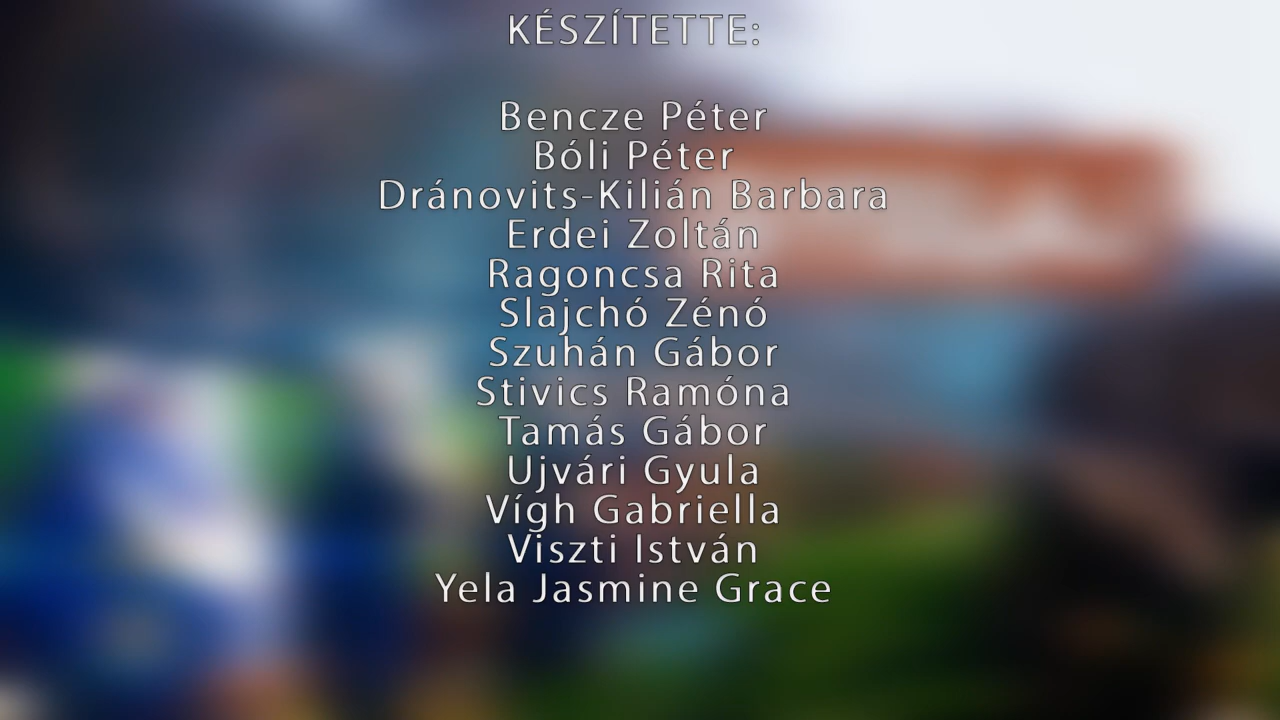 KÉSZÍTETTE:
Bencze Péter
Bóli Péter
Dránovits-Kilián Barbara
Erdei Zoltán
Ragoncsa Rita
Slajchó Zénó
Szuhán Gábor
Stivics Ramóna
Tamás Gábor
Ujvári Gyula
Vígh Gabriella
Viszti István
Yela Jasmine Grace